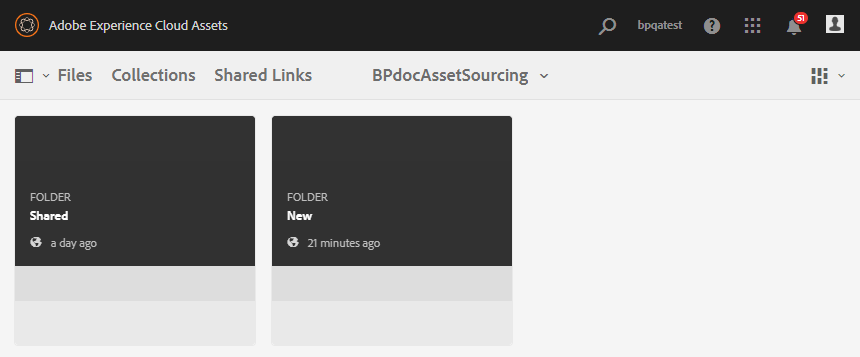 Adobe Experience Cloud Assets
bpqatest
?
51
Files
Collections
Shared Links
BPdocAssetSourcing
FOLDER
Shared
a day ago
FOLDER
New
21 minutes ago